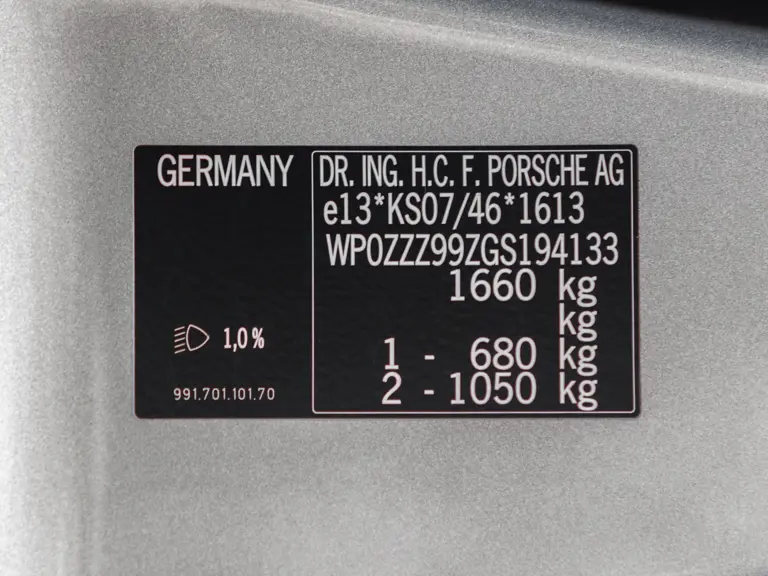 GERMANY
1,0 %
991.701.101.70
DR. ING. H.C. F. PORSCHE AG
e13*KS07/46*1613
WP0ZZZ99ZGS194133
1660 kg
kg
1 - 680 kg
2 - 1050 kg